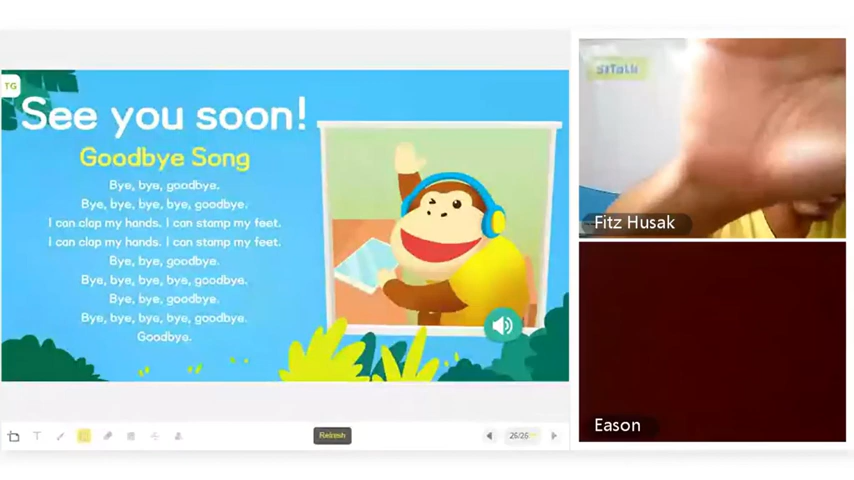 TG
See you soon!
Goodbye Song
Bye, bye, goodbye.
Bye, bye, bye, bye, goodbye.
I can clap my hands. I can stamp my feet.
I can clap my hands. I can stamp my feet.
Bye, bye, goodbye.
Bye, bye, bye, bye, goodbye.
Bye, bye, goodbye.
Bye, bye, bye, bye, goodbye.
Goodbye.
T
Refresh
26/26
51Talk
Fitz Husak
Eason